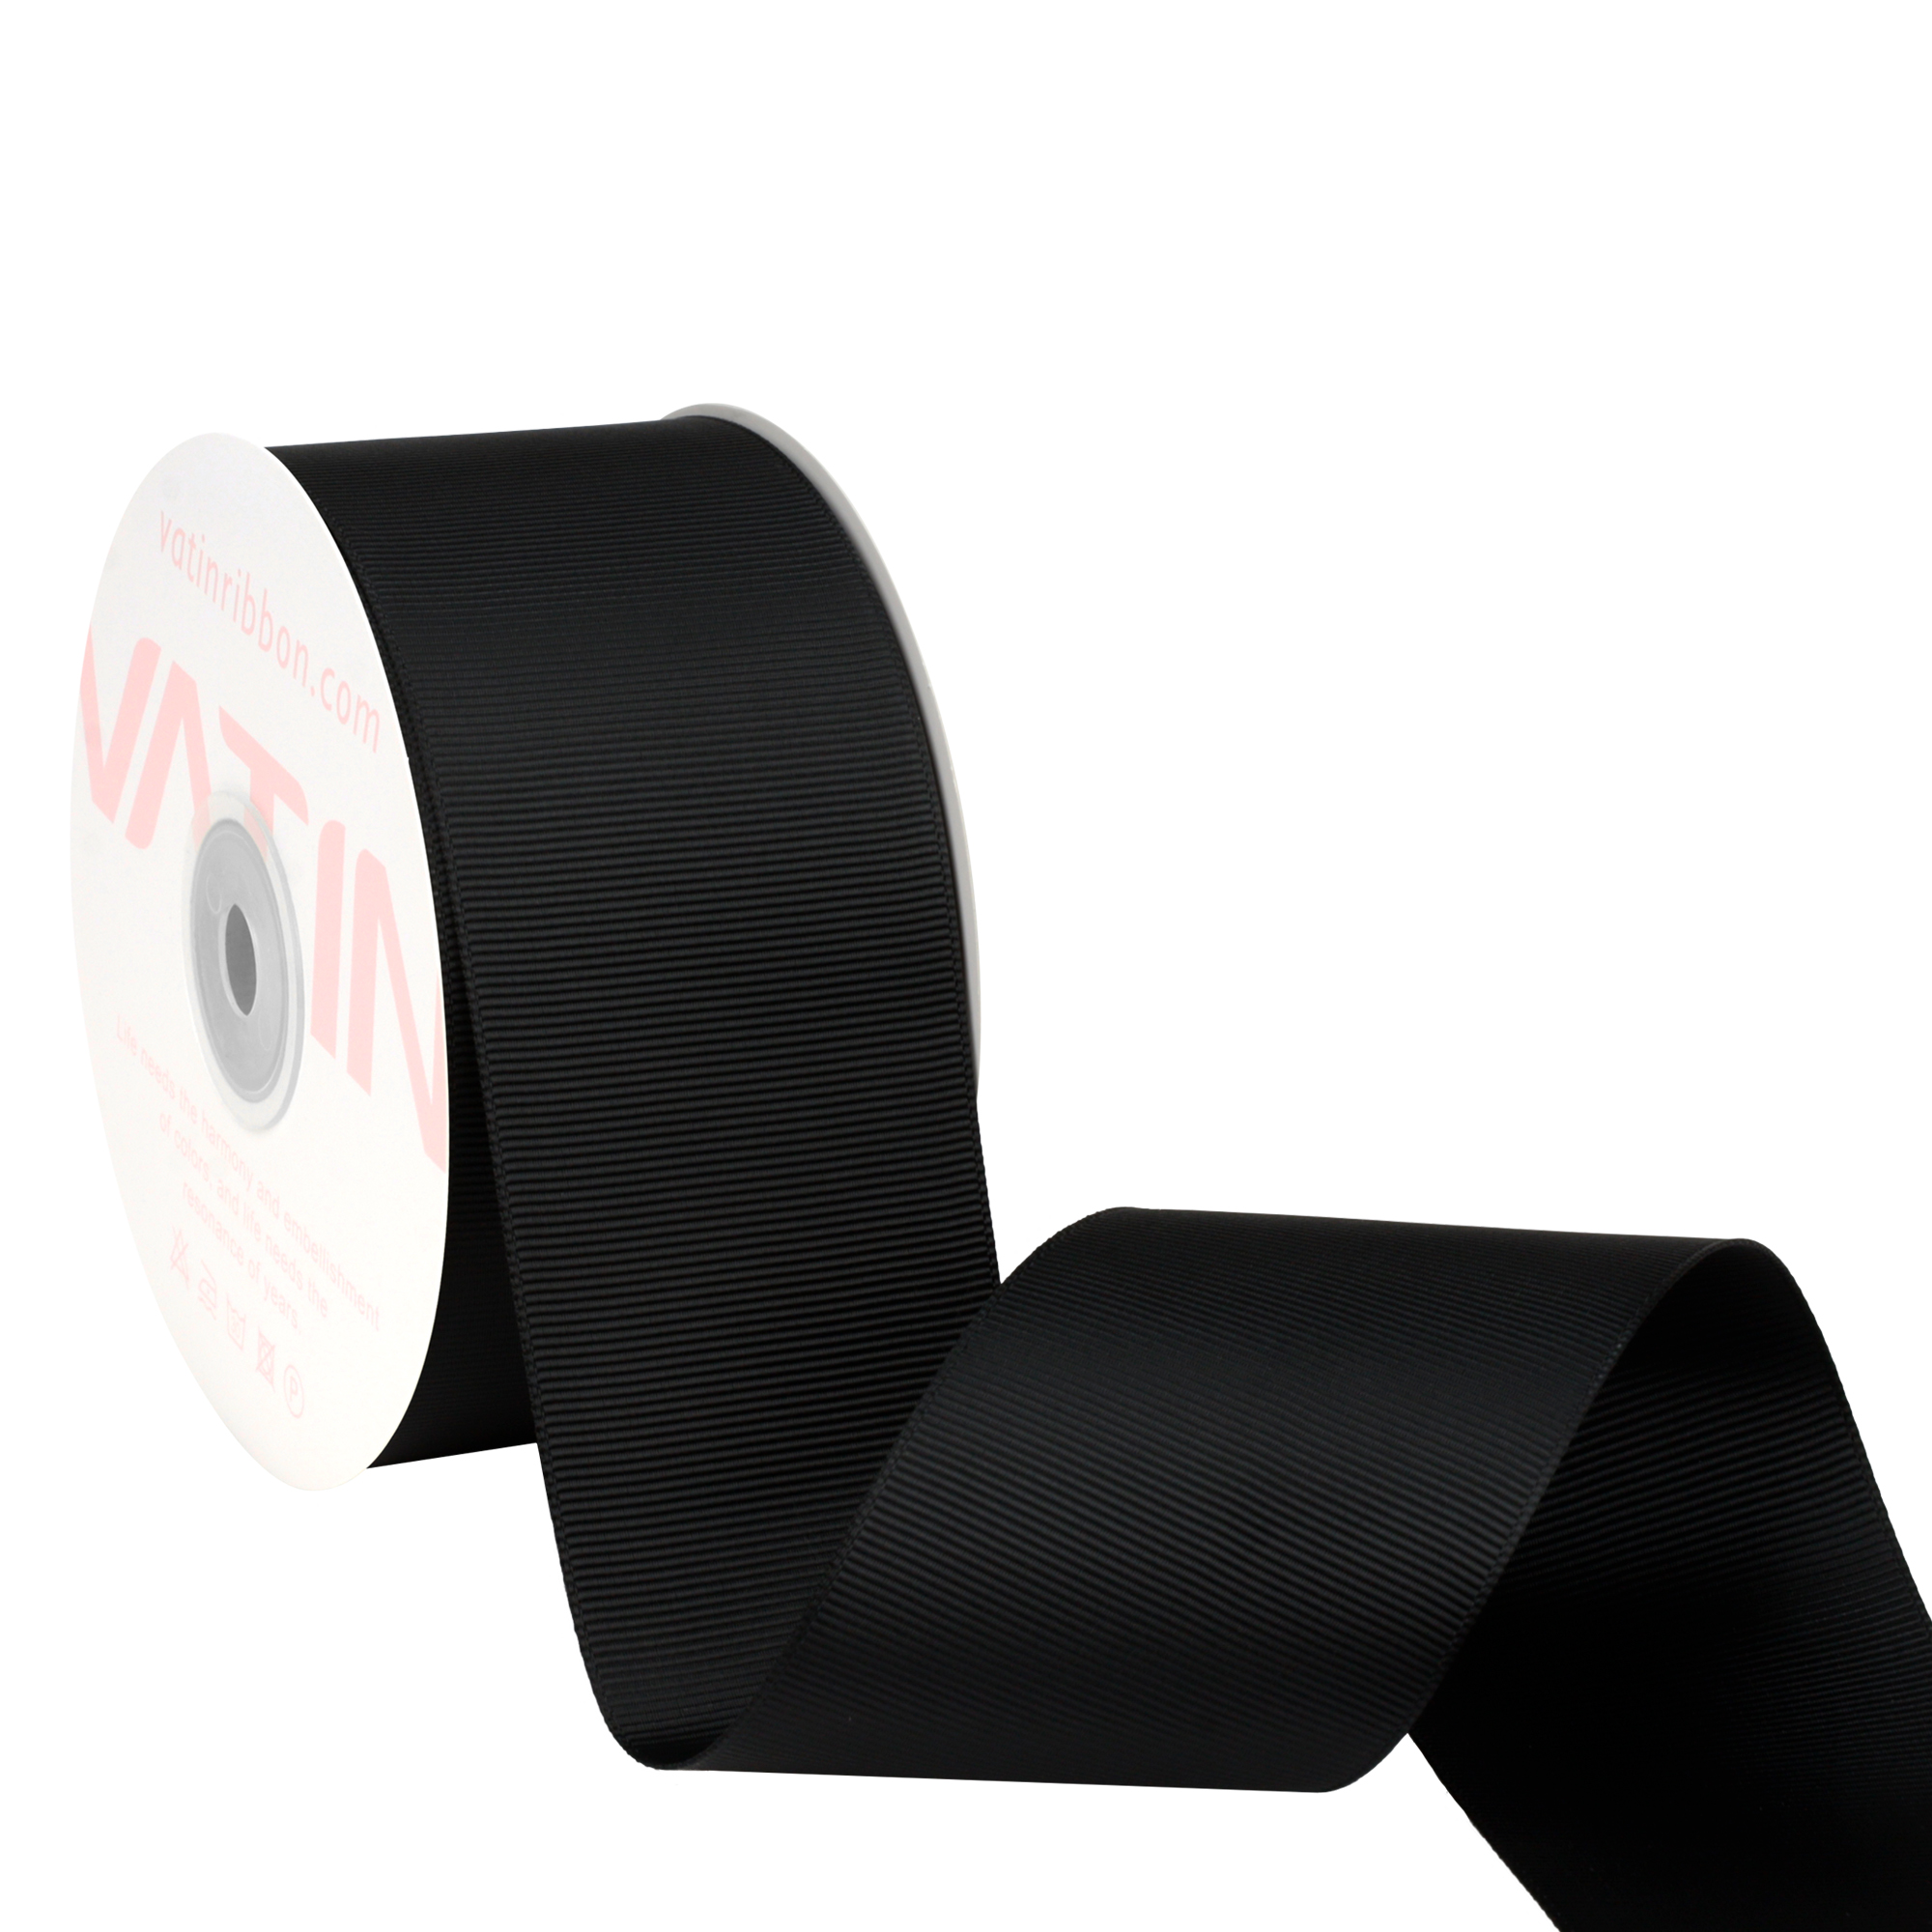 vatinribbon.com
VATIN
Life needs the harmony and embellishment
of colors, and life needs the
resonance of years.
P